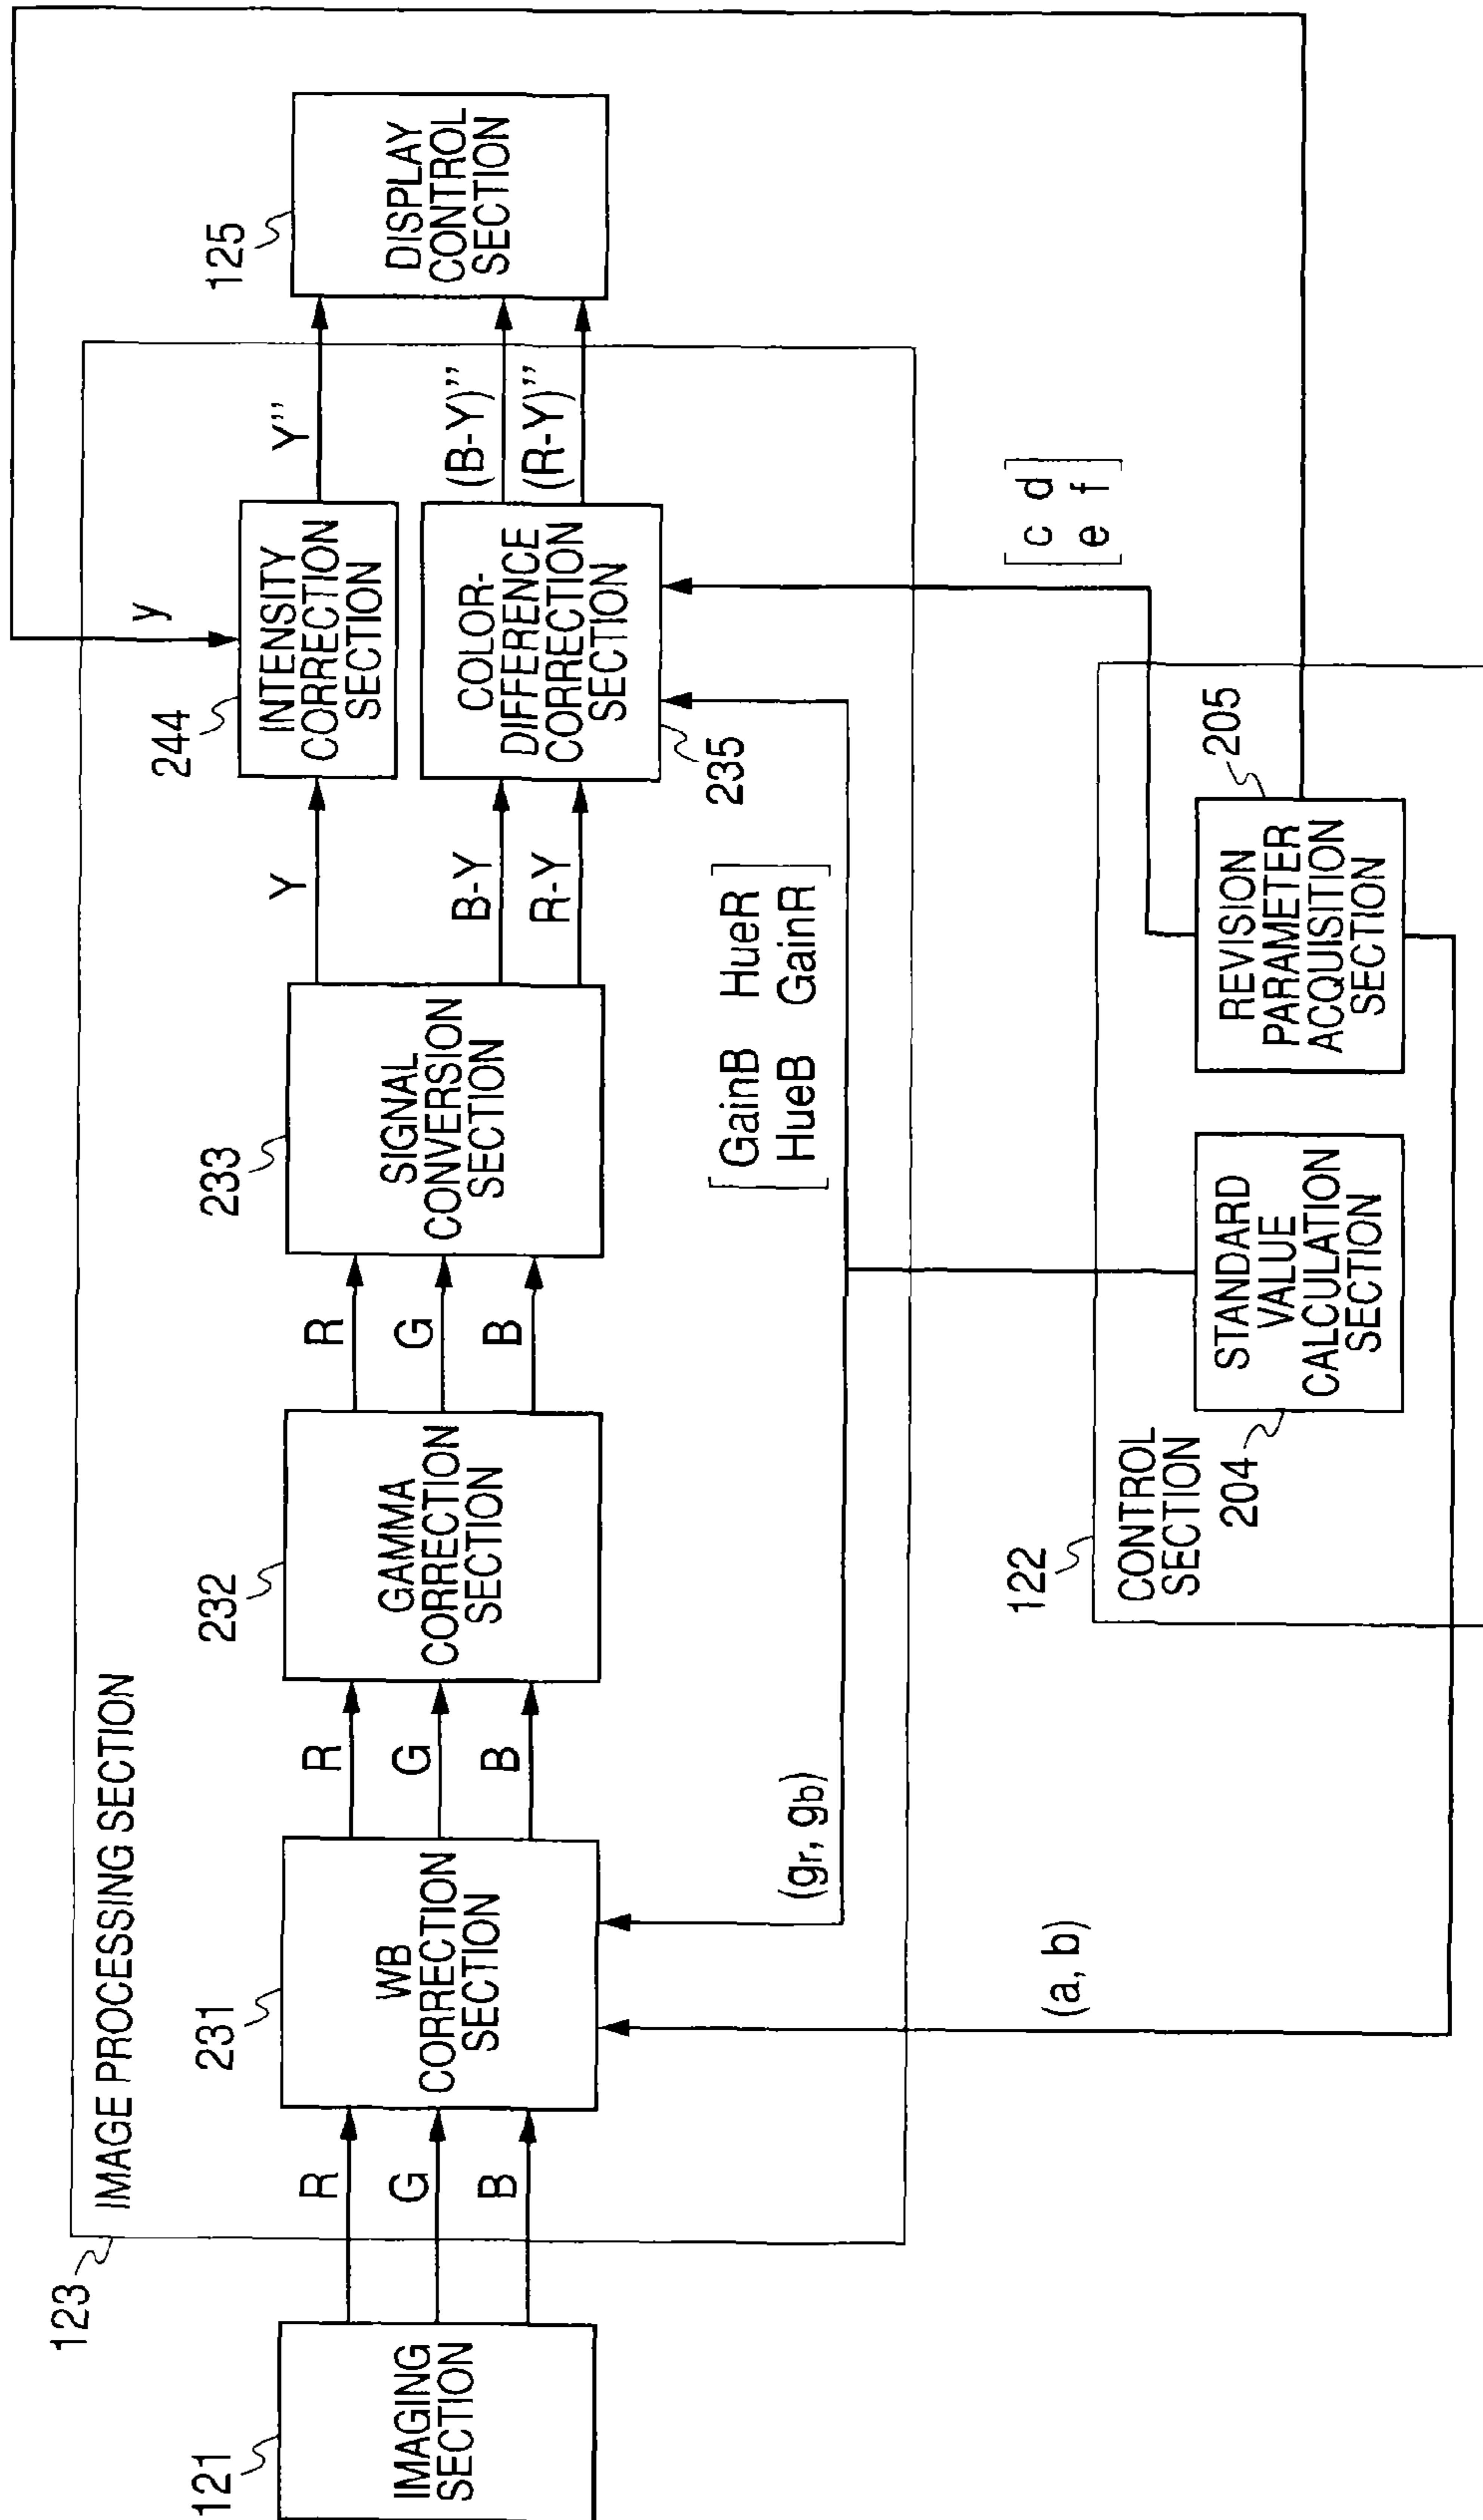 123
IMAGE PROCESSING SECTION
121
IMAGING
SECTION
R
G
B
231
WB
CORRECTION
SECTION
R
G
B
232
GAMMA
CORRECTION
SECTION
R
G
B
233
SIGNAL
CONVERSION
SECTION
Y
B-Y
R-Y
244
INTENSITY
CORRECTION
SECTION
y
COLOR-
DIFFERENCE
CORRECTION
SECTION
235
Y"
(B-Y)"
(R-Y)"
125
DISPLAY
CONTROL
SECTION
(gr, gb)
[GainB HueR
HueB GainR]
[c d
e f]
(a, b)
122
CONTROL
SECTION
204
STANDARD
VALUE
CALCULATION
SECTION
205
REVISION
PARAMETER
ACQUISITION
SECTION